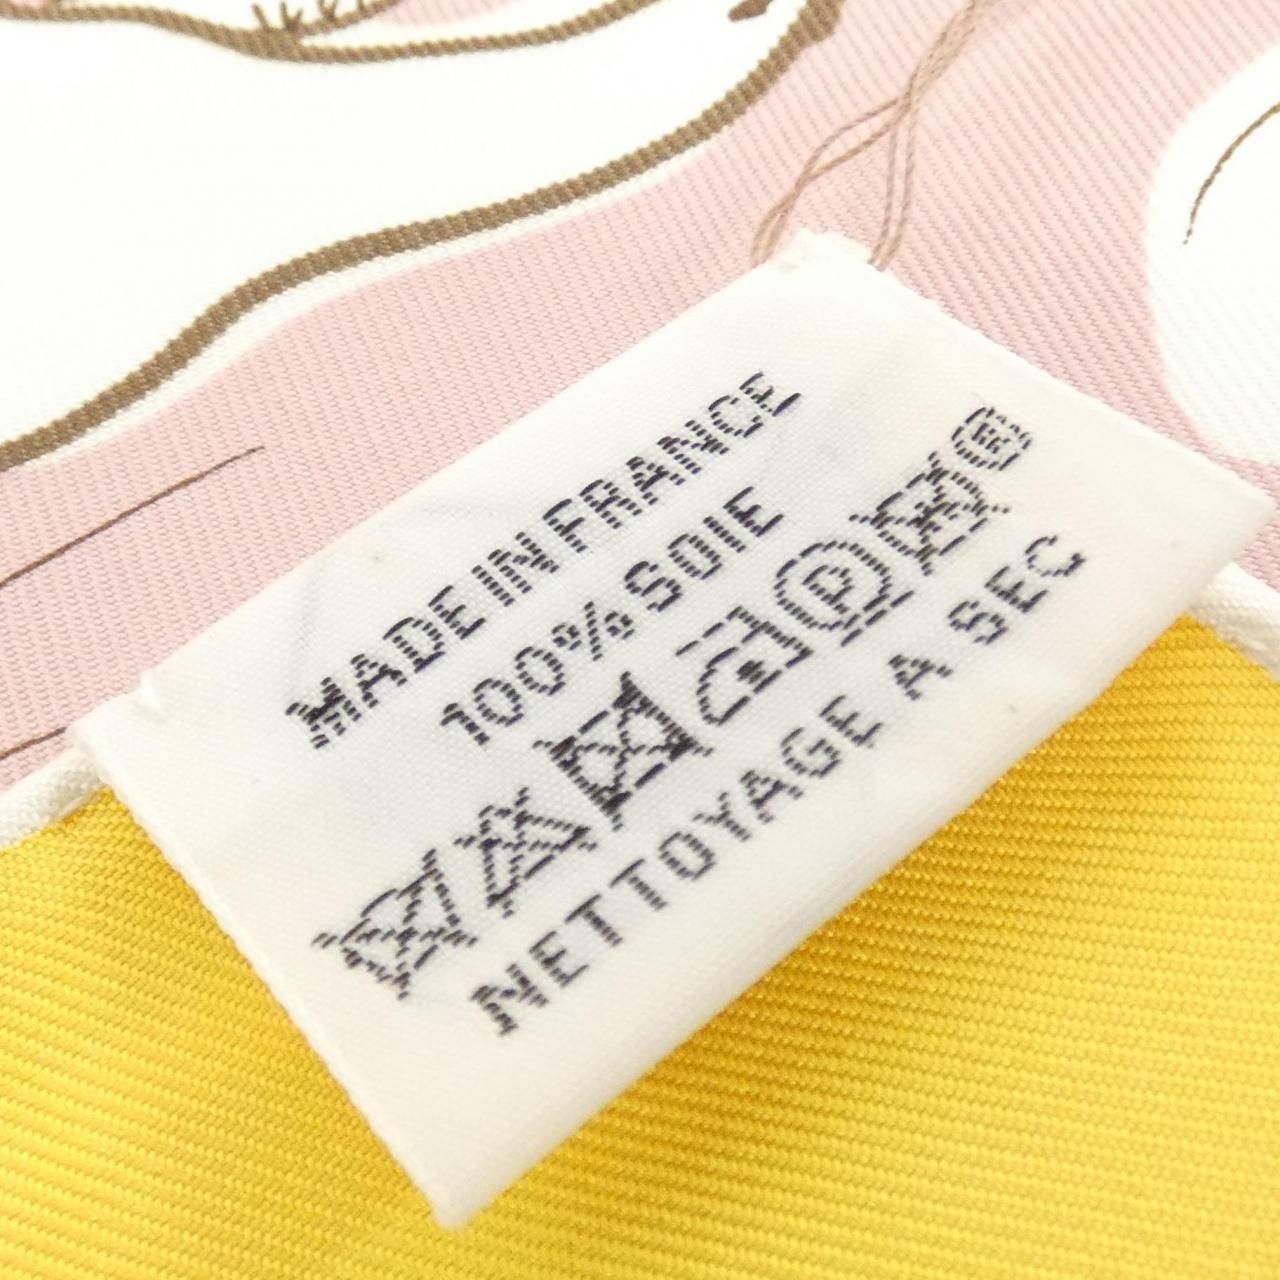 MADE IN FRANCE
100% SOIE
P W ®
NETTOYAGE A SEC